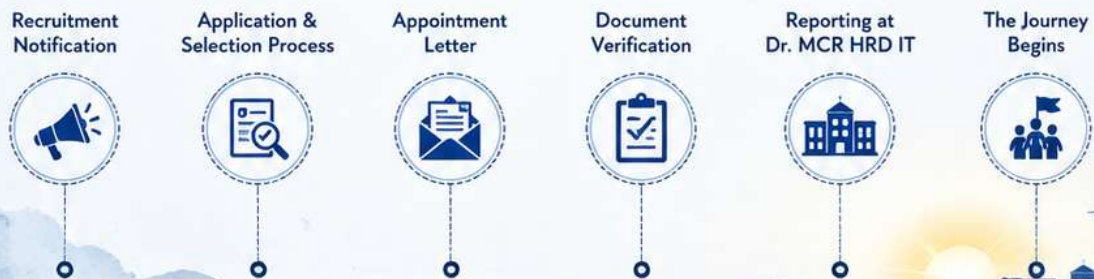 Recruitment
Notification
Application &
Selection Process
Appointment
Letter
Document
Verification
Reporting at
Dr. MCR HRD IT
The Journey
Begins